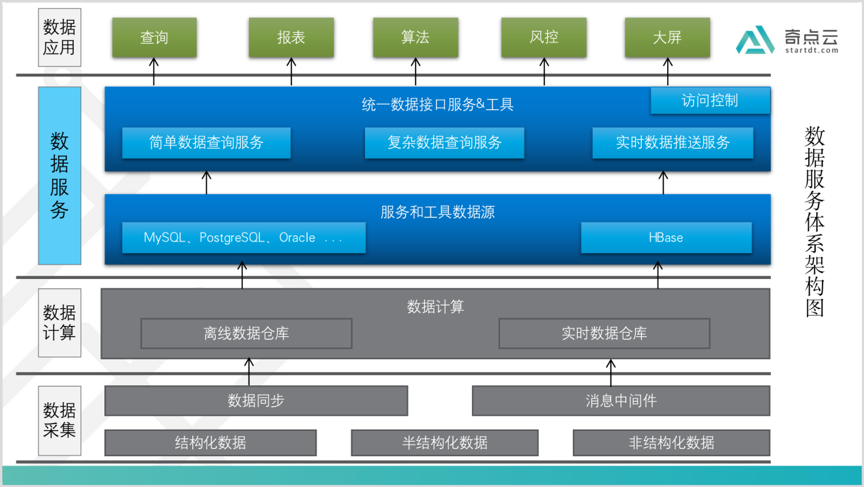 数据
应用
查询
报表
算法
风控
大屏
奇点云
startdt.com
数据服务
统一数据接口服务&工具
访问控制
简单数据查询服务
复杂数据查询服务
实时数据推送服务
服务和工具数据源
MySQL、PostgreSQL、Oracle ...
HBase
数据服务体系架构图
数据
计算
数据计算
离线数据仓库
实时数据仓库
数据
采集
数据同步
消息中间件
结构化数据
半结构化数据
非结构化数据